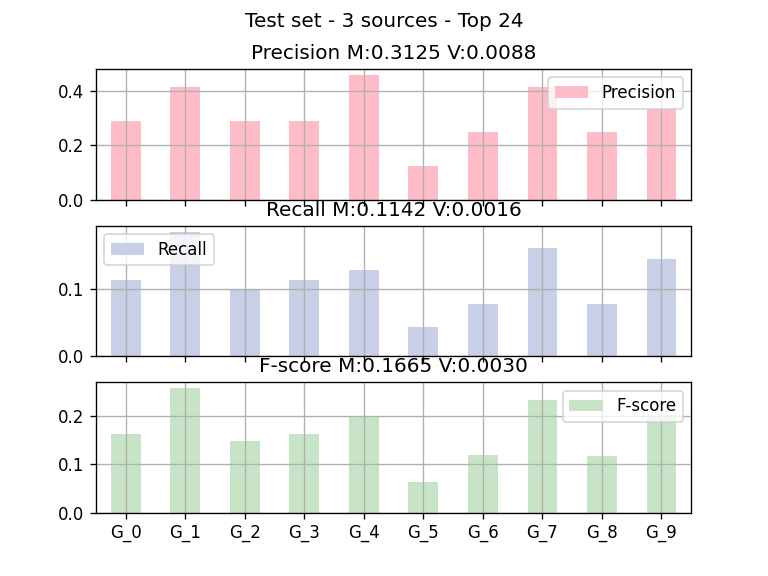 Test set - 3 sources - Top 24
Precision M:0.3125 V:0.0088
0.4
0.2
0.0
Precision
Recall M:0.1142 V:0.0016
0.1
0.0
Recall
F-score M:0.1665 V:0.0030
0.2
0.1
0.0
F-score
G_0 G_1 G_2 G_3 G_4 G_5 G_6 G_7 G_8 G_9